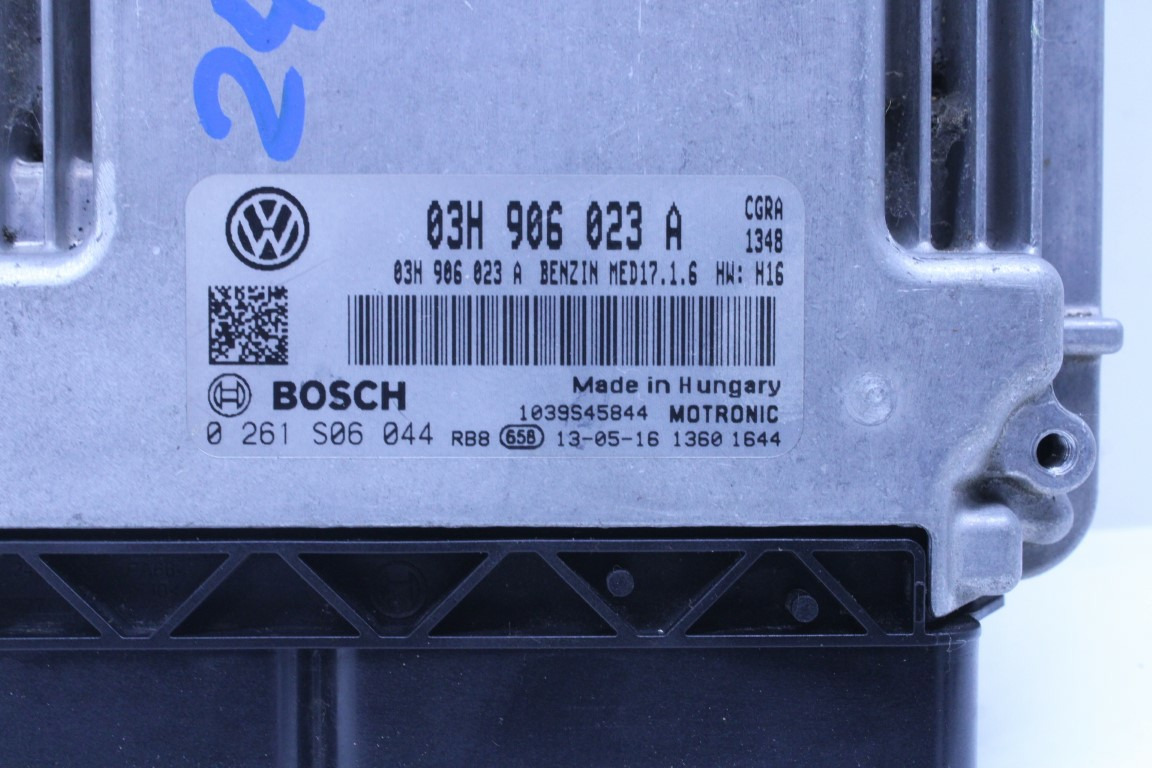 24
03H 906 023 A CGRA
1348
03H 906 023 A BENZIN MED17.1.6 HW: H16
BOSCH Made in Hungary
1039S45844 MOTRONIC
0 261 S06 044 RB8 658 13-05-16 1360 1644